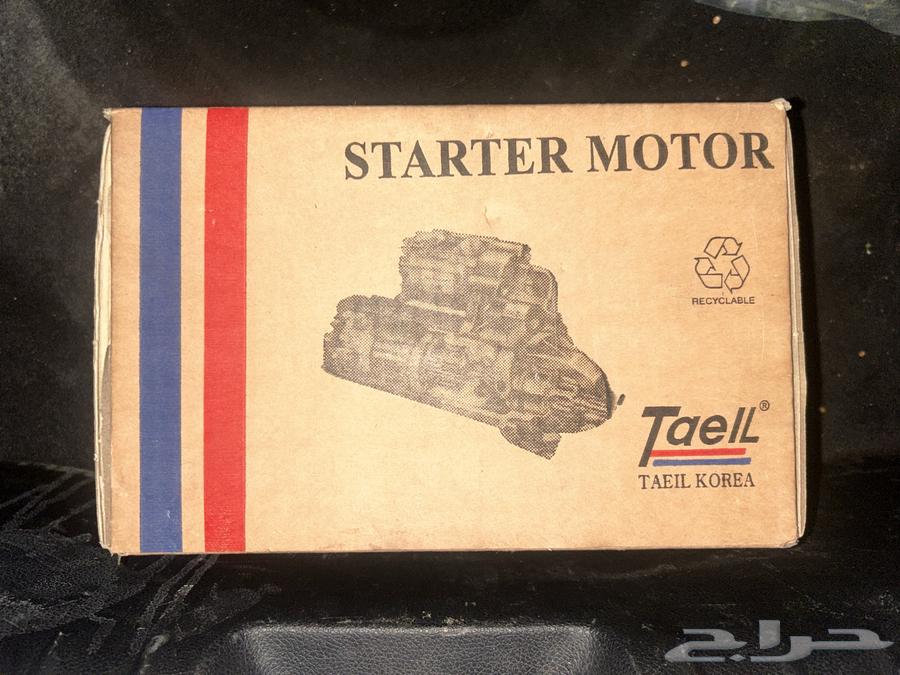 STARTER MOTOR
RECYCLABLE
TaeIL®
TAEIL KOREA
حراج